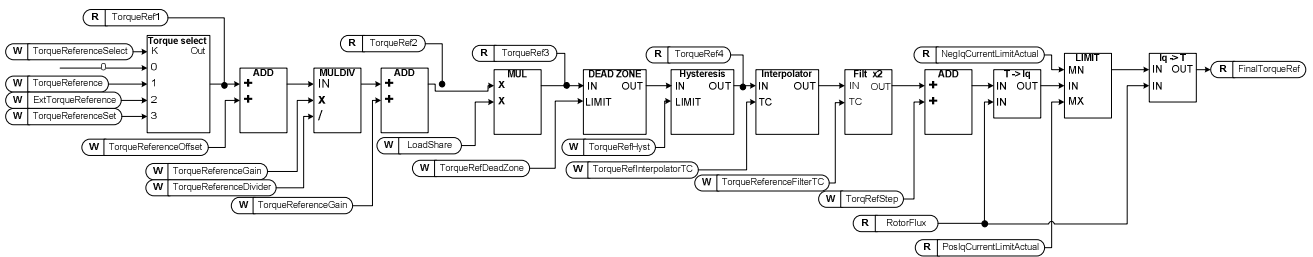 R TorqueRef1
R TorqueRef2
R TorqueRef3
R TorqueRef4
R NegIqCurrentLimitActual
Torque select
K Out
0
1
2
3
W TorqueReferenceSelect
W TorqueReference
W ExtTorqueReference
W TorqueReferenceSet
ADD
+
+
MULDIV
IN
X
/
ADD
+
+
MUL
X
X
DEAD ZONE
IN OUT
LIMIT
Hysteresis
IN OUT
LIMIT
Interpolator
IN OUT
TC
Filt x2
IN OUT
TC
ADD
+
+
T -> Iq
IN OUT
IN
LIMIT
MN
IN
MX
Iq -> T
IN OUT
IN
R FinalTorqueRef
W TorqueReferenceOffset
W LoadShare
W TorqueRefHyst
W TorqueReferenceGain
W TorqueRefDeadZone
W TorqueRefInterpolatorTC
W TorqueReferenceDivider
W TorqueReferenceFilterTC
W TorqueReferenceGain
W TorqRefStep
R RotorFlux
R PosIqCurrentLimitActual